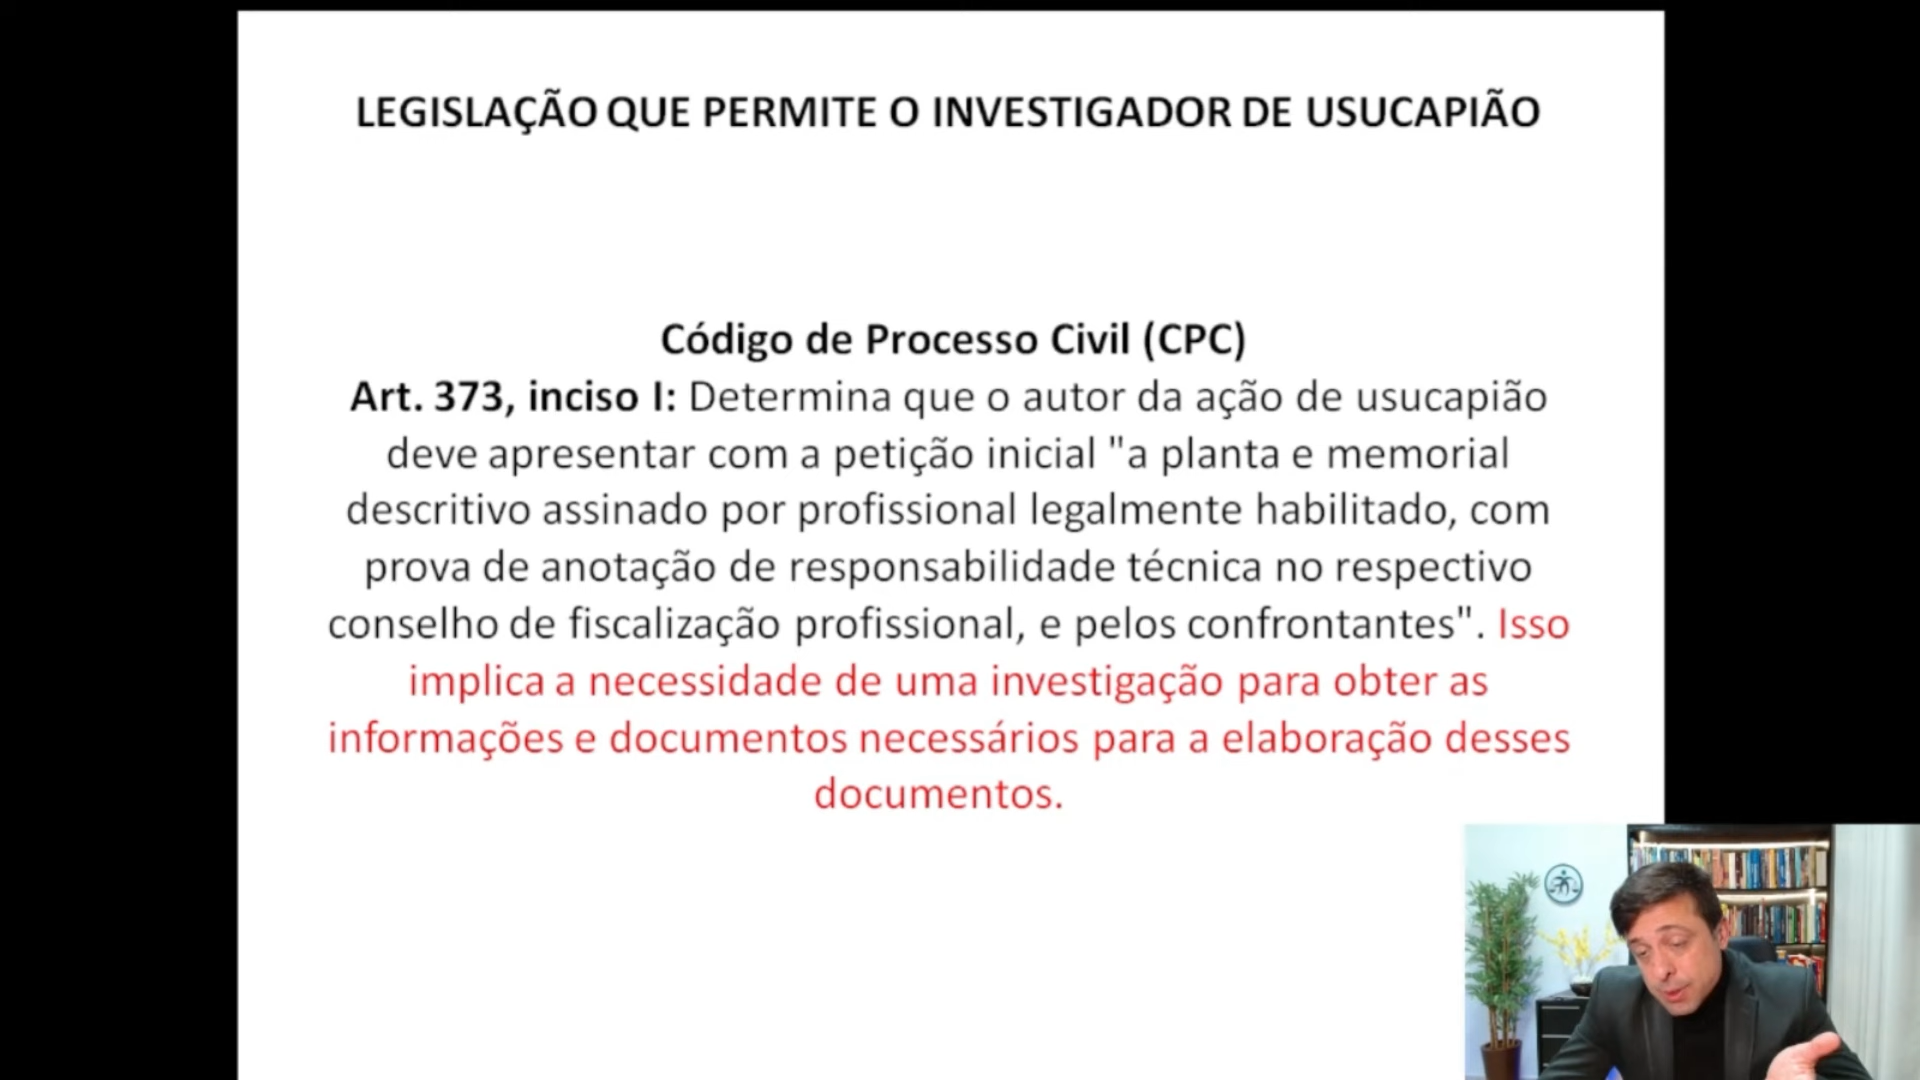 LEGISLAÇÃO QUE PERMITE O INVESTIGADOR DE USUCAPIÃO
Código de Processo Civil (CPC)
Art. 373, inciso I: Determina que o autor da ação de usucapião
deve apresentar com a petição inicial "a planta e memorial
descritivo assinado por profissional legalmente habilitado, com
prova de anotação de responsabilidade técnica no respectivo
conselho de fiscalização profissional, e pelos confrontantes". Isso
implica a necessidade de uma investigação para obter as
informações e documentos necessários para a elaboração desses
documentos.